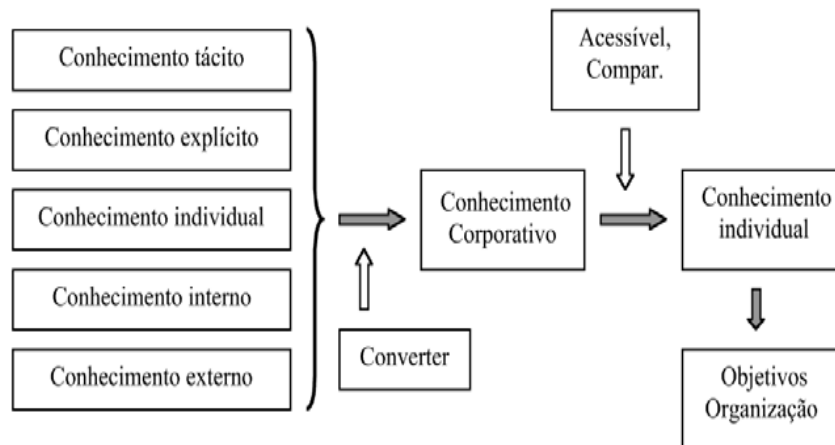 Conhecimento tácito
Conhecimento explícito
Conhecimento individual
Conhecimento interno
Conhecimento externo
Converter
Conhecimento
Corporativo
Acessível,
Compar.
Conhecimento
individual
Objetivos
Organização